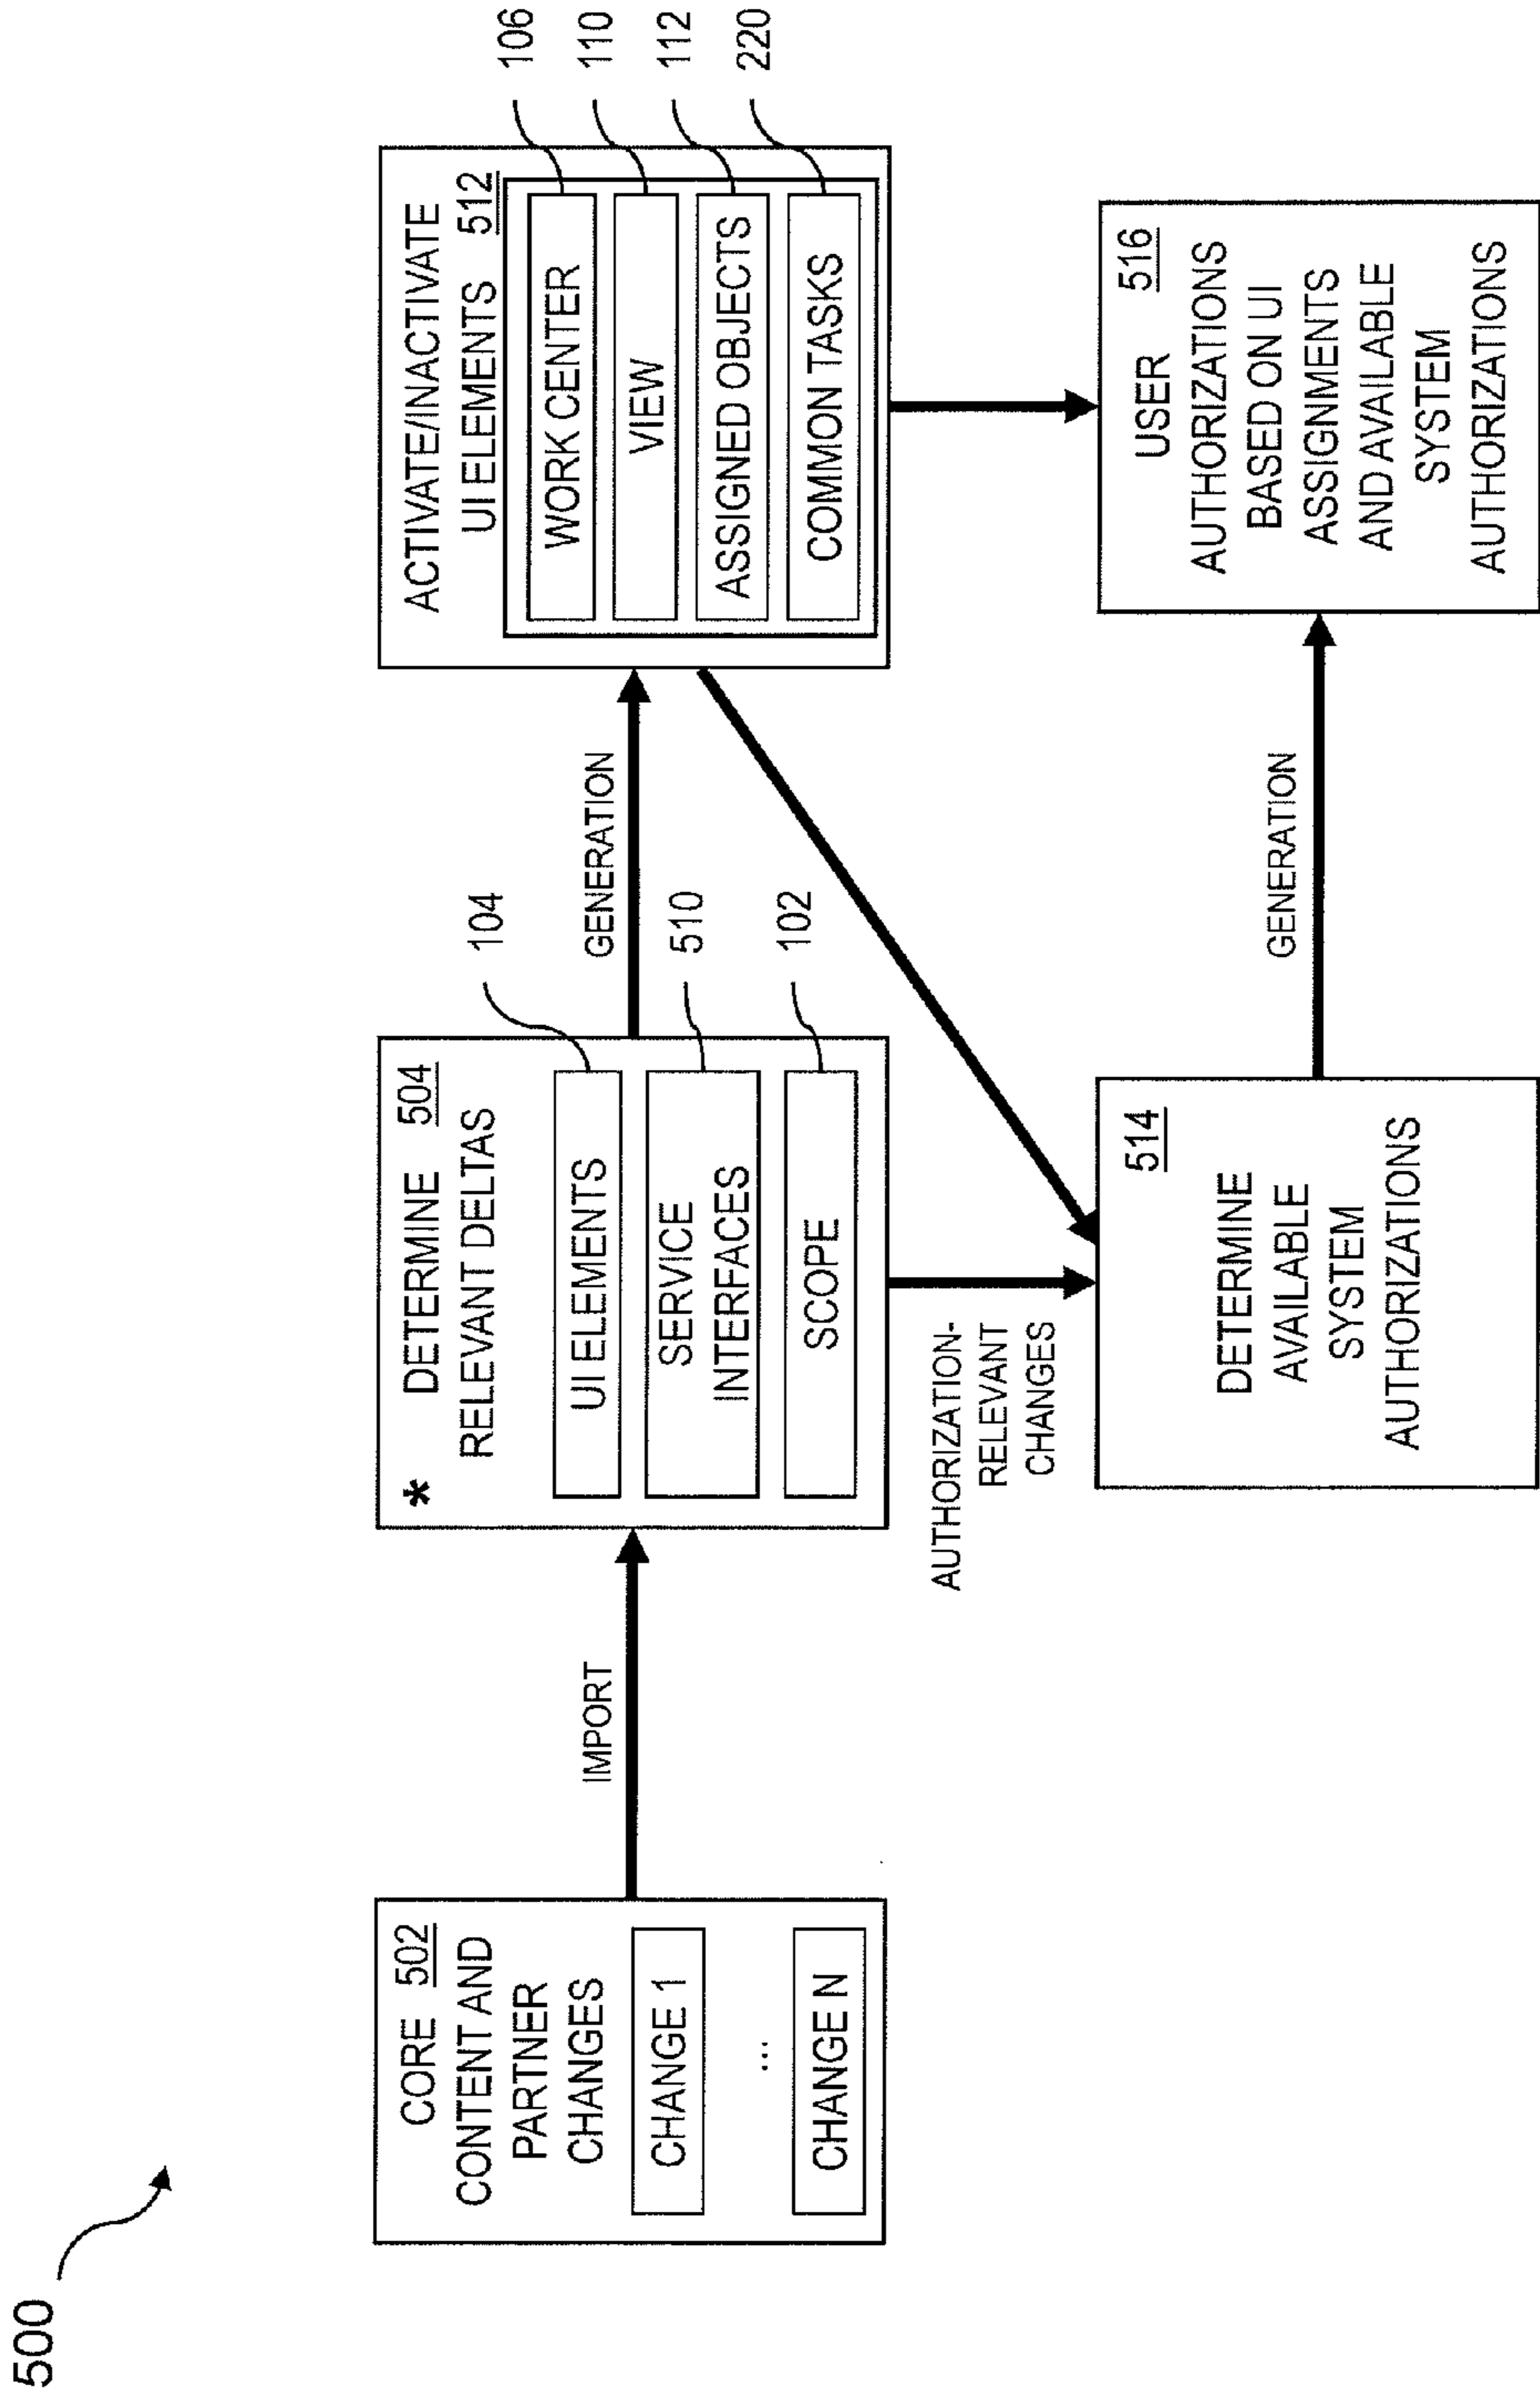 500
CORE 502
CONTENT AND
PARTNER
CHANGES
CHANGE 1
...
CHANGE N
IMPORT
* DETERMINE 504
RELEVANT DELTAS
UI ELEMENTS
SERVICE
INTERFACES
SCOPE
104
510
102
GENERATION
ACTIVATE/INACTIVATE
UI ELEMENTS 512
WORK CENTER
VIEW
ASSIGNED OBJECTS
COMMON TASKS
106
110
112
220
AUTHORIZATION-
RELEVANT
CHANGES
514
DETERMINE
AVAILABLE
SYSTEM
AUTHORIZATIONS
GENERATION
516
USER
AUTHORIZATIONS
BASED ON UI
ASSIGNMENTS
AND AVAILABLE
SYSTEM
AUTHORIZATIONS